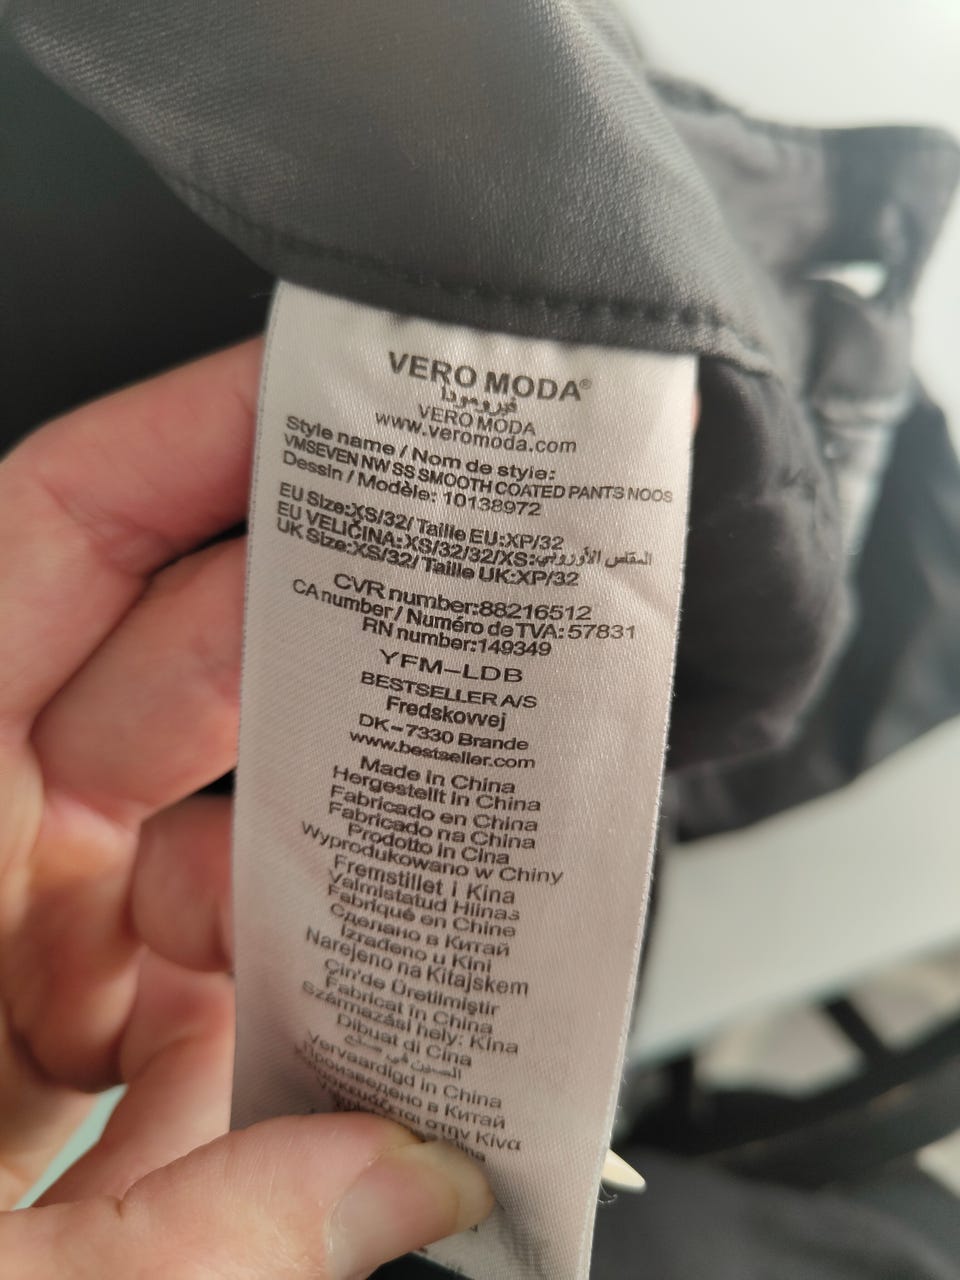 VERO MODA®
فيرومودا
VERO MODA
www.veromoda.com
Style name / Nom de style:
VMSEVEN NW SS SMOOTH COATED PANTS NOOS
Dessin / Modèle: 10138972
EU Size:XS/32/ Taille EU:XP/32
EU VELIČINA:XS/32/32/XS:المقاس الأوروبي
UK Size:XS/32/ Taille UK:XP/32
CVR number:88216512
CA number / Numéro de TVA: 57831
RN number:149349
YFM-LDB
BESTSELLER A/S
Fredskovvej
DK-7330 Brande
www.bestseller.com
Made in China
Hergestellt in China
Fabricado en China
Fabricado na China
Prodotto in Cina
Wyprodukowano w Chiny
Fremstillet i Kina
Valmistatud Hiinas
Fabriqué en Chine
Сделано в Китай
Izrađeno u Kini
Narejeno na Kitajskem
Çin'de Üretilmiştir
Fabricat în China
Származási hely: Kína
Dibuat di Cina
الصين في صنع
Vervaardigd in China
Произведено в Китай
στην Κίνα